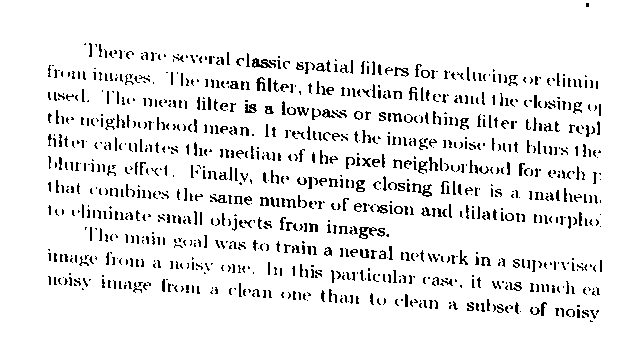 There are several classic spatial filters for reducing or elimin
from images. The mean filter, the median filter and the closing op
used. The mean filter is a lowpass or smoothing filter that repl
the neighborhood mean. It reduces the image noise but blurs the
filter calculates the median of the pixel neighborhood for each p
blurring effect. Finally, the opening closing filter is a mathem
that combines the same number of erosion and dilation morpho
to eliminate small objects from images.
The main goal was to train a neural network in a supervised
image from a noisy one. In this particular case, it was much ea
noisy image from a clean one than to clean a subset of noisy